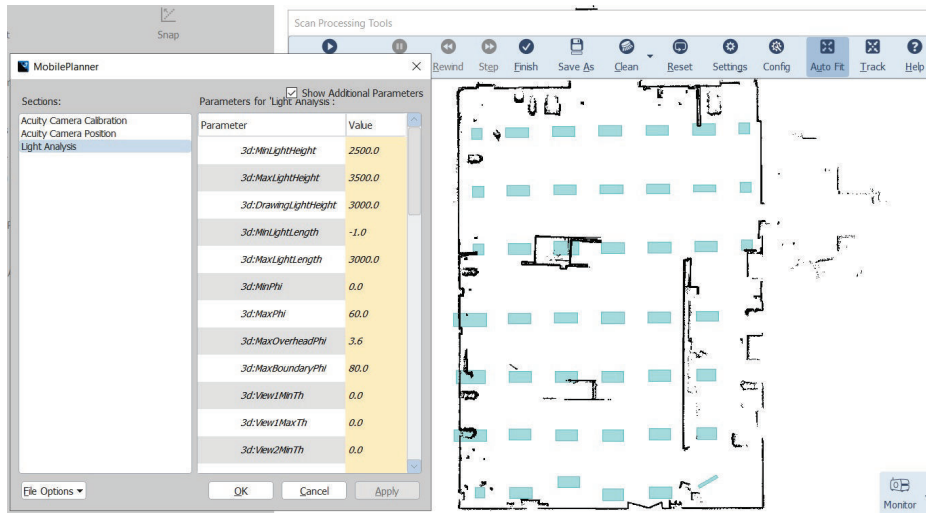 Snap
Scan Processing Tools
Rewind Step Finish Save As Clean Reset Settings Config Auto Fit Track Help
MobilePlanner
Show Additional Parameters
Sections:
Parameters for 'Light Analysis':
Acuity Camera Calibration
Acuity Camera Position
Light Analysis
Parameter Value
3d:MinLightHeight 2500.0
3d:MaxLightHeight 3500.0
3d:DrawingLightHeight 3000.0
3d:MinLightLength -1.0
3d:MaxLightLength 3000.0
3d:MinPhi 0.0
3d:MaxPhi 60.0
3d:MaxOverheadPhi 3.6
3d:MaxBoundaryPhi 80.0
3d:View1MinTh 0.0
3d:View1MaxTh 0.0
3d:View2MinTh 0.0
File Options OK Cancel Apply
Monitor